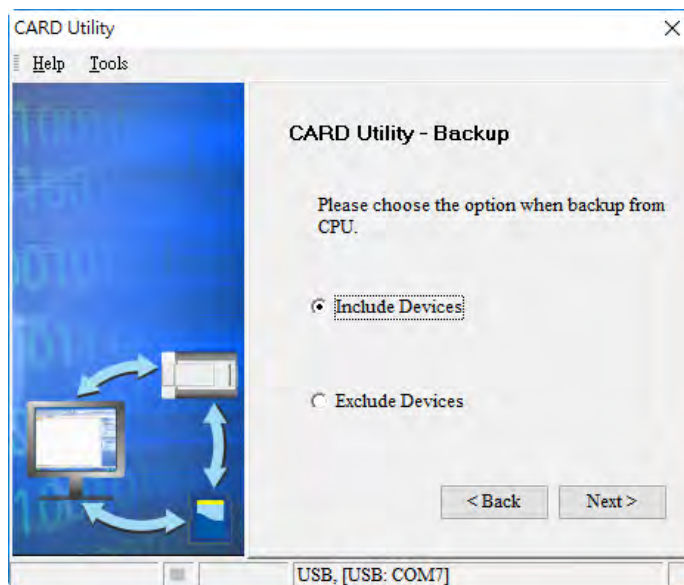 CARD Utility
Help Tools
CARD Utility - Backup
Please choose the option when backup from
CPU.
Include Devices
Exclude Devices
< Back Next >
USB, [USB: COM7]